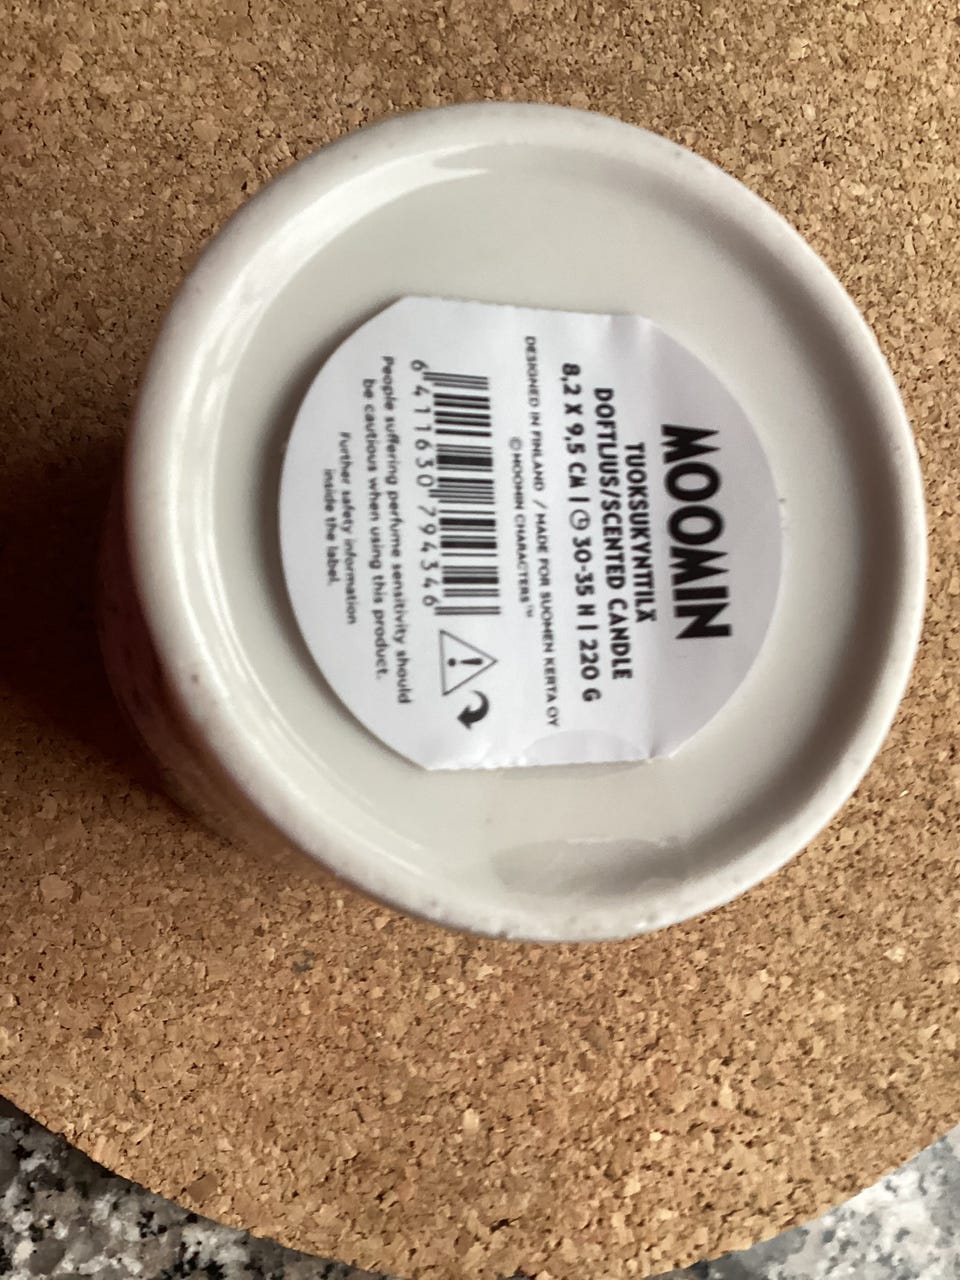 MOOMIN
TUOKSUKYNTTILÄ
DOFTLJUS/SCENTED CANDLE
8,2 X 9,5 CM | 30-35 H | 220 G
DESIGNED IN FINLAND / MADE FOR SUOMEN KERTA OY
© MOOMIN CHARACTERS™
6 411630 794346
People suffering perfume sensitivity should
be cautious when using this product.
Further safety information
inside the label.